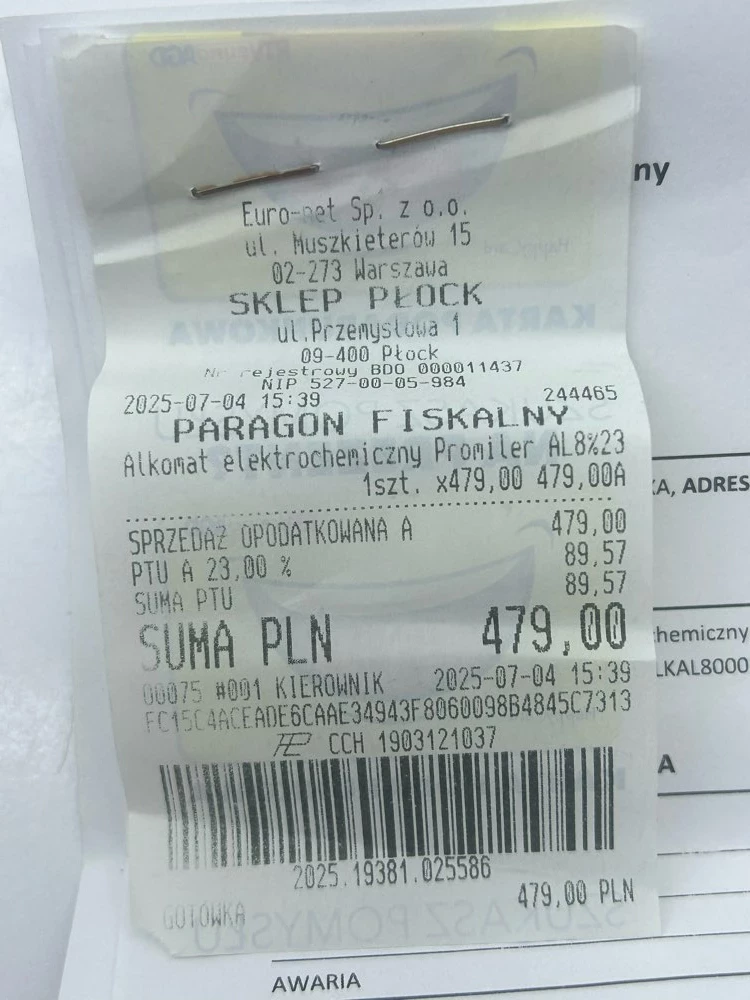 ny
Euro-net Sp. z o.o.
ul. Muszkieterów 15
02-273 Warszawa
SKLEP PŁOCK
ul.Przemysłowa 1
09-400 Płock
Nr rejestrowy BDO 000011437
NIP 527-00-05-984
2025-07-04 15:39 244465
PARAGON FISKALNY
Alkomat elektrochemiczny Promiler AL8%23
1szt. x479,00 479,00A
KA, ADRES
SPRZEDAŻ OPODATKOWANA A 479,00
PTU A 23,00 % 89,57
SUMA PTU 89,57
SUMA PLN 479,00
hemiczny
LKAL8000
00075 #001 KIEROWNIK 2025-07-04 15:39
FC15C4ACEADE6CAAE34943F8060098B4845C7313
CCH 1903121037
A
2025.19381.025586
GOTÓWKA 479,00 PLN
SZUKASZ POMYSŁU
AWARIA